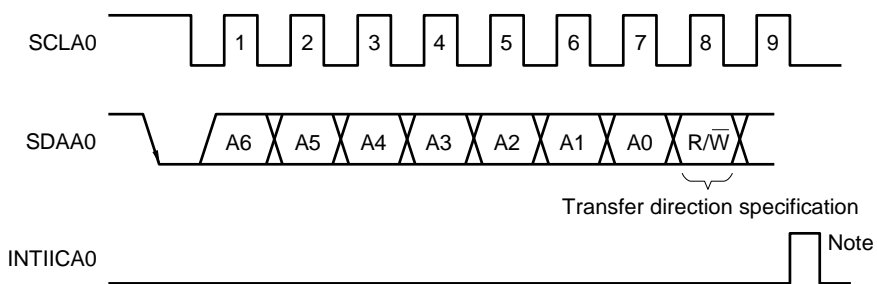 SCLA0 1 2 3 4 5 6 7 8 9
SDAA0 A6 A5 A4 A3 A2 A1 A0 R/W̅
Transfer direction specification
INTIICA0 Note